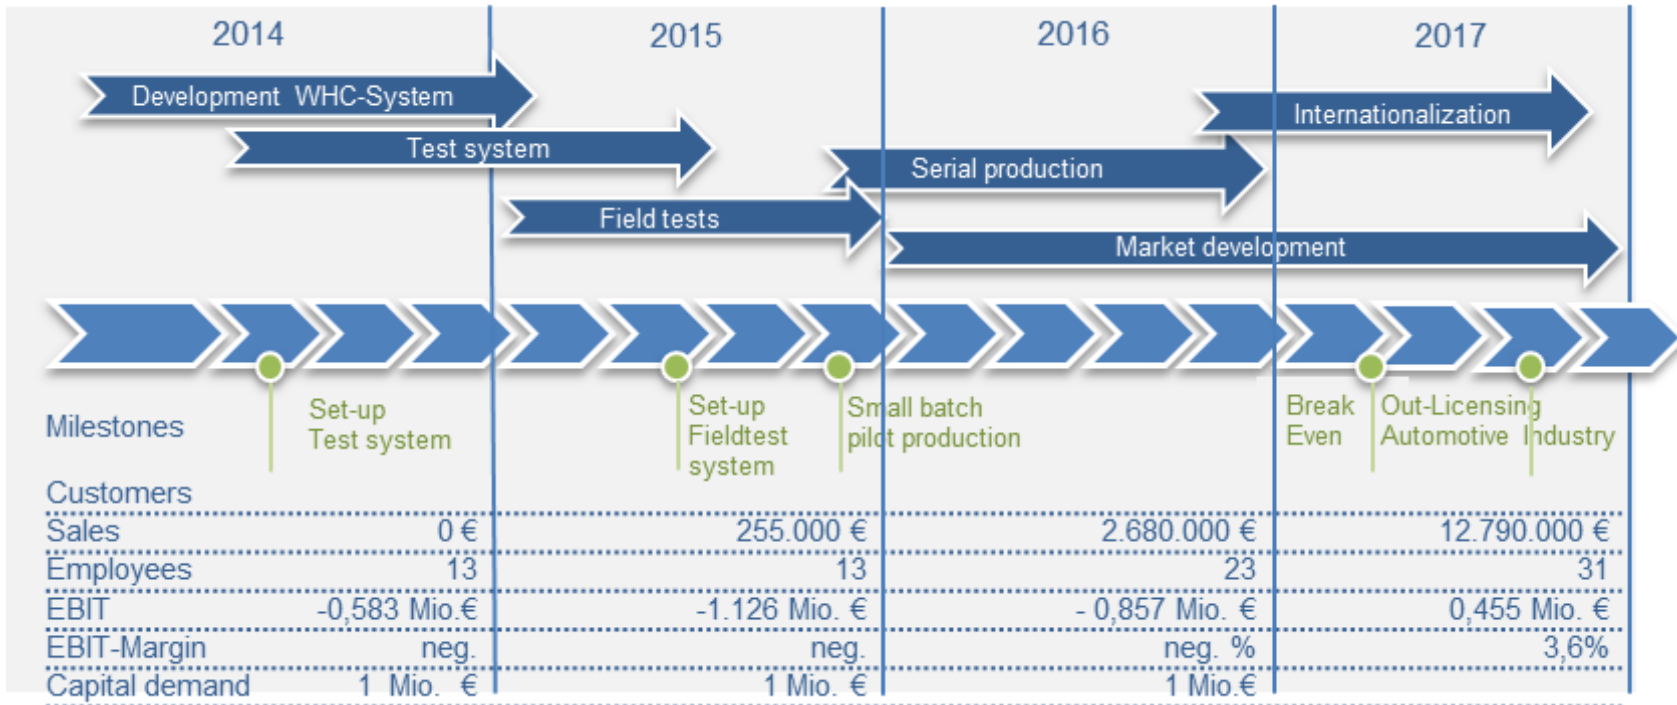 2014 2015 2016 2017
Development WHC-System
Internationalization
Test system
Serial production
Field tests
Market development
Milestones
Set-up
Test system
Set-up
Fieldtest
system
Small batch
pilot production
Break
Even
Out-Licensing
Automotive Industry
Customers
Sales 0 € 255.000 € 2.680.000 € 12.790.000 €
Employees 13 13 23 31
EBIT -0,583 Mio.€ -1.126 Mio. € - 0,857 Mio. € 0,455 Mio. €
EBIT-Margin neg. neg. neg. % 3,6%
Capital demand 1 Mio. € 1 Mio. € 1 Mio.€